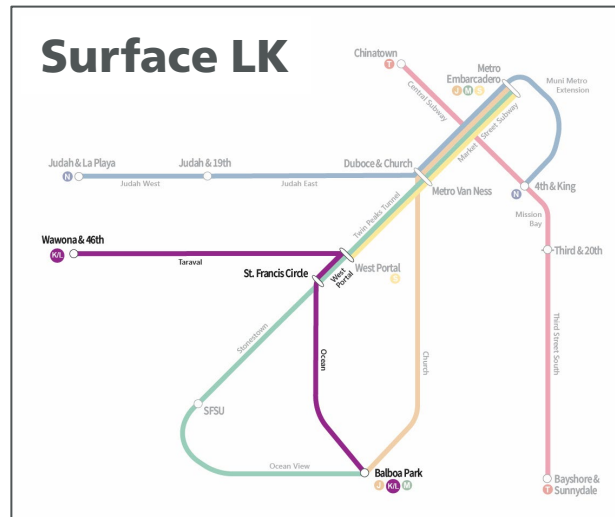 Surface LK
Chinatown
T
Central Subway
Metro
Embarcadero
J M S
Muni Metro
Extension
Market Street Subway
Judah & La Playa
N
Judah & 19th
Judah West
Judah East
Duboce & Church
Metro Van Ness
4th & King
N
Mission
Bay
Twin Peaks Tunnel
Wawona & 46th
K/L
Taraval
West Portal
S
St. Francis Circle
West
Portal
Third & 20th
Stonestown
Ocean
Church
Third Street South
SFSU
Ocean View
Balboa Park
J K/L M
Bayshore &
Sunnydale
T